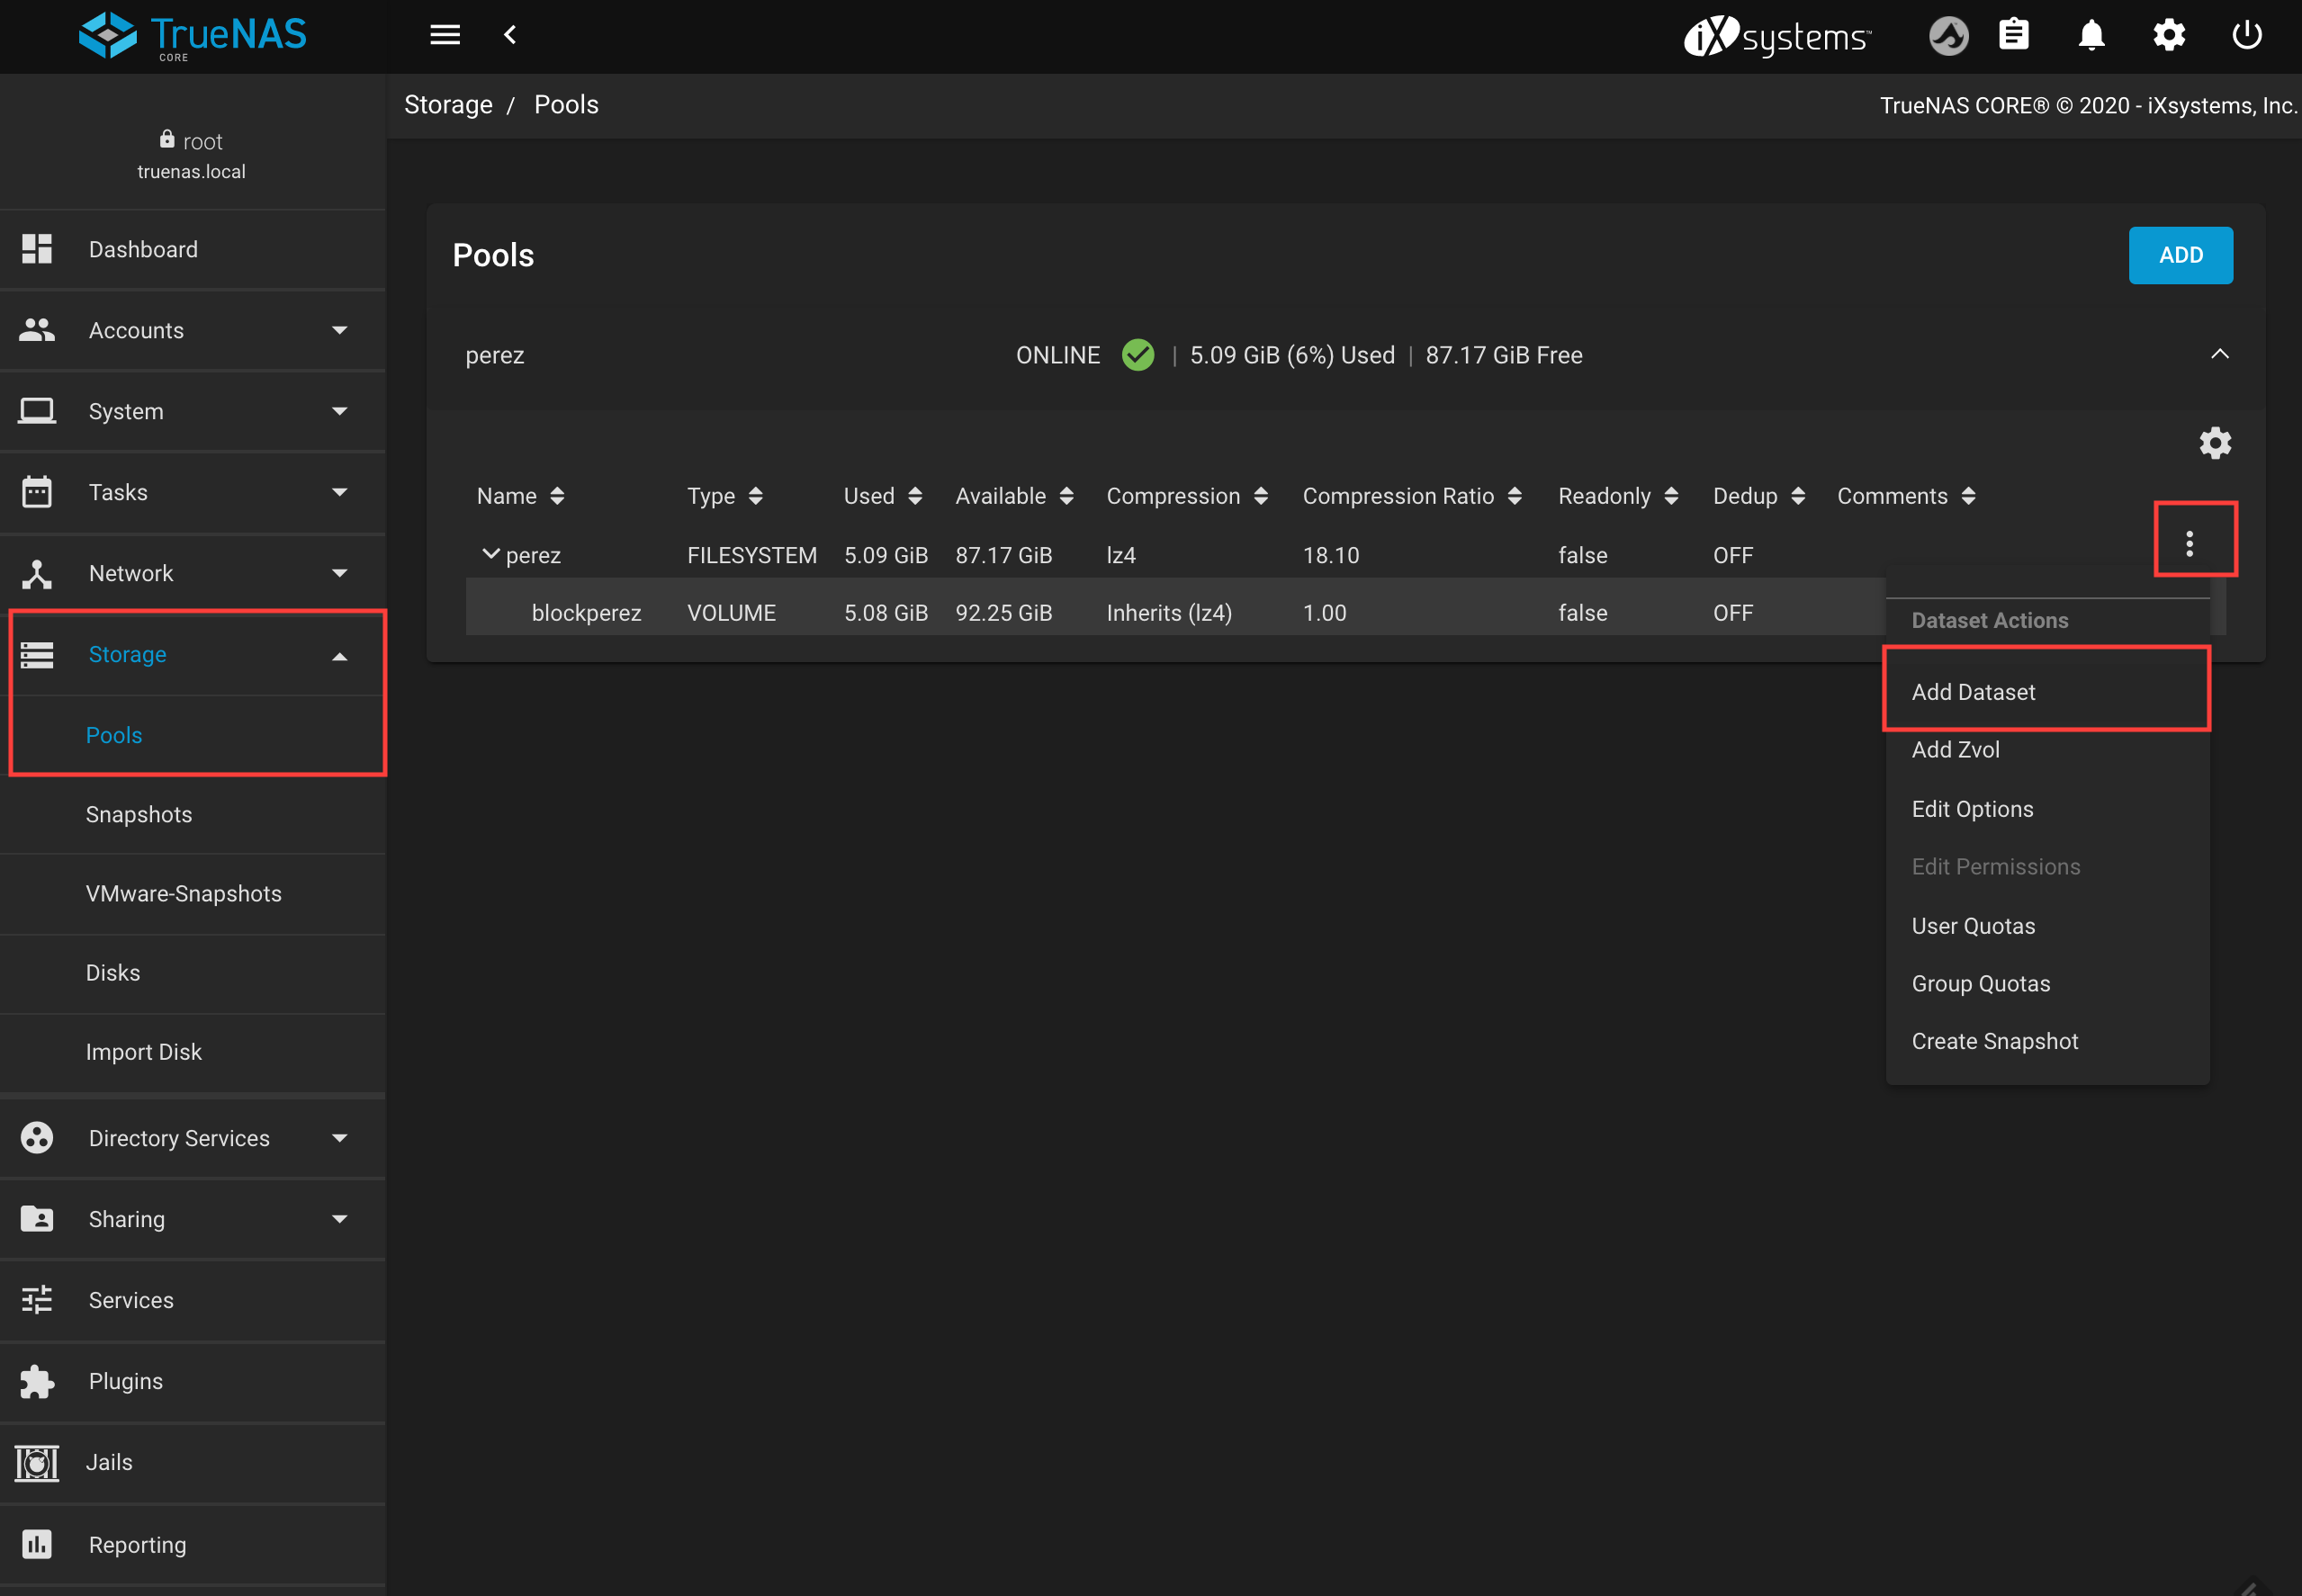 TrueNAS
CORE
iXsystems™
root
truenas.local
Storage / Pools
TrueNAS CORE® © 2020 - iXsystems, Inc.
Dashboard
Accounts
System
Tasks
Network
Storage
Pools
Snapshots
VMware-Snapshots
Disks
Import Disk
Directory Services
Sharing
Services
Plugins
Jails
Reporting
Pools
ADD
perez ONLINE | 5.09 GiB (6%) Used | 87.17 GiB Free
Name Type Used Available Compression Compression Ratio Readonly Dedup Comments
perez FILESYSTEM 5.09 GiB 87.17 GiB lz4 18.10 false OFF
blockperez VOLUME 5.08 GiB 92.25 GiB Inherits (lz4) 1.00 false OFF
Dataset Actions
Add Dataset
Add Zvol
Edit Options
Edit Permissions
User Quotas
Group Quotas
Create Snapshot